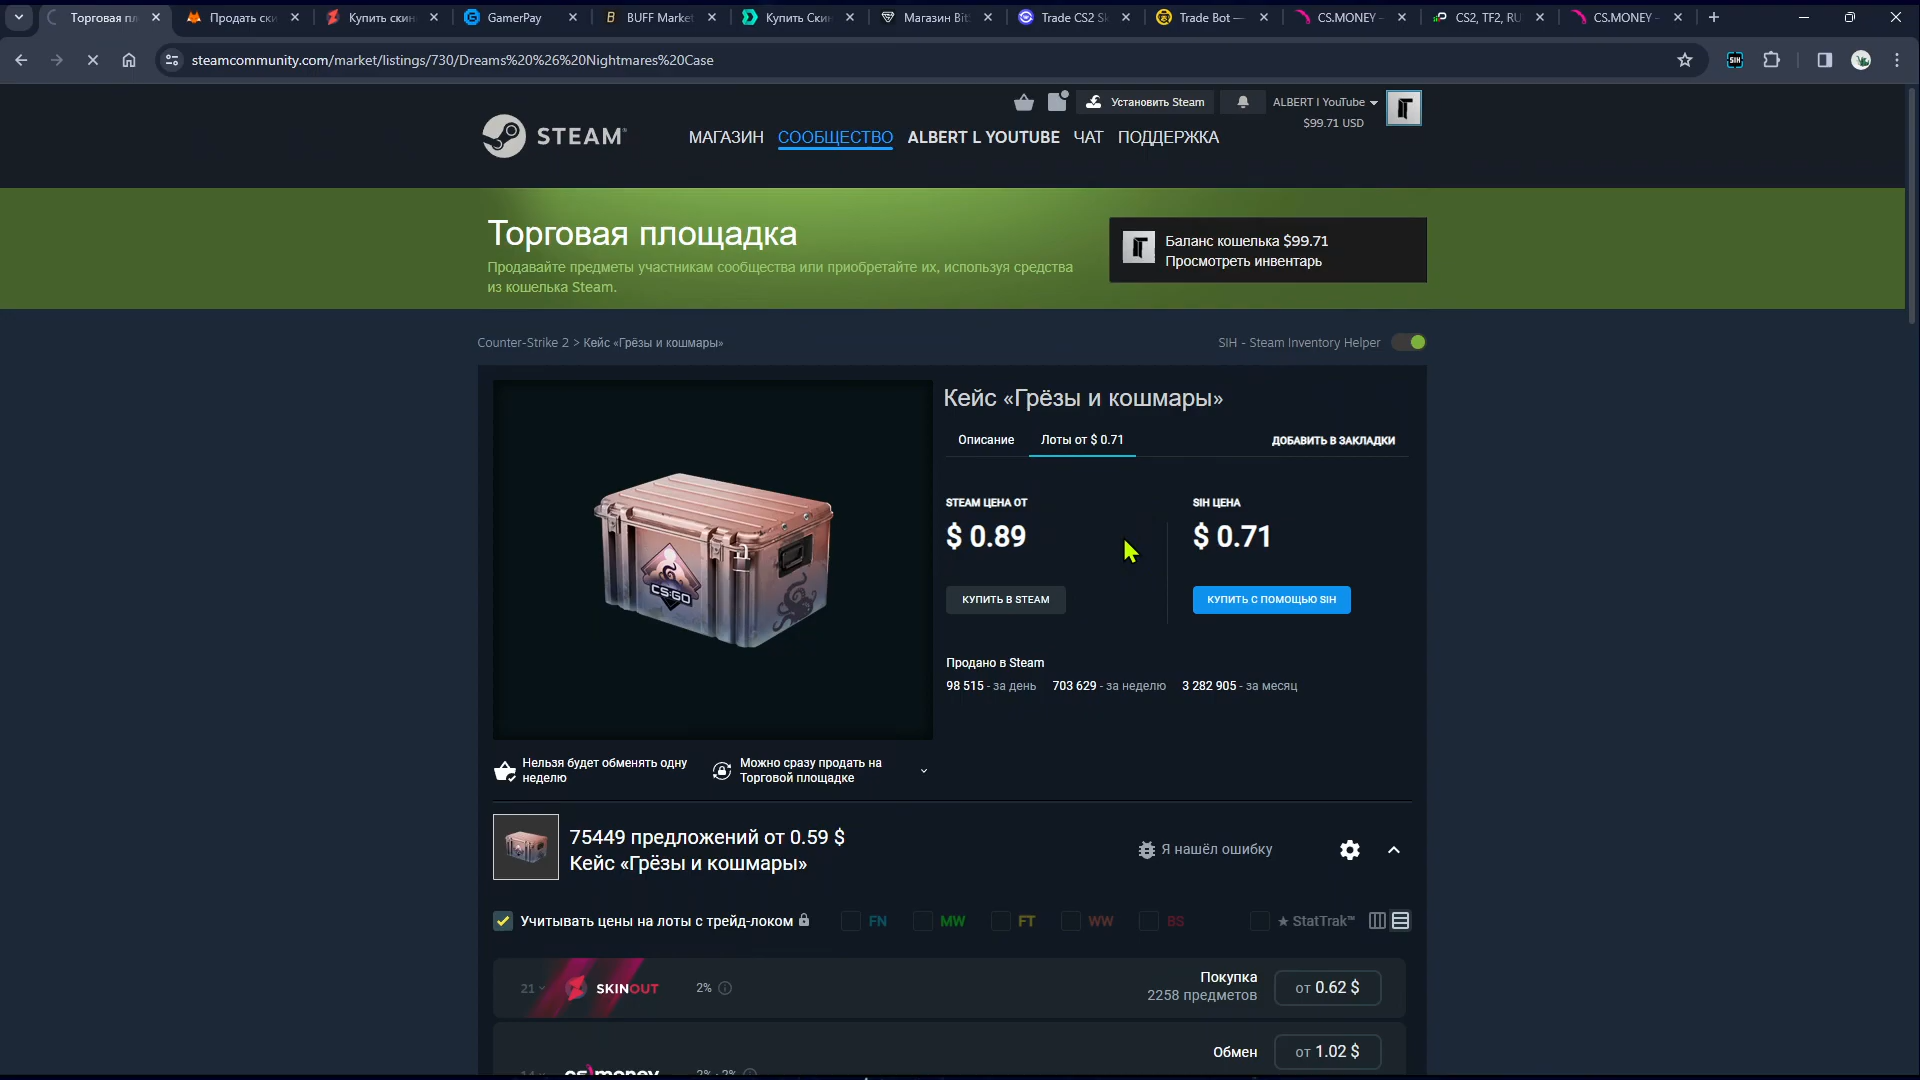 Торговая пл
Продать ски
Купить скин
GamerPay
BUFF Market
Купить Ски
Магазин Bit
Trade CS2 S
Trade Bot —
CS.MONEY -
CS2, TF2, RU
CS.MONEY -
steamcommunity.com/market/listings/730/Dreams%20%26%20Nightmares%20Case
SIH
Установить Steam
ALBERT I YouTube
$99.71 USD
STEAM
МАГАЗИН СООБЩЕСТВО ALBERT L YOUTUBE ЧАТ ПОДДЕРЖКА
Торговая площадка
Продавайте предметы участникам сообщества или приобретайте их, используя средства
из кошелька Steam.
Баланс кошелька $99.71
Просмотреть инвентарь
Counter-Strike 2 > Кейс «Грёзы и кошмары»
SIH - Steam Inventory Helper
CS:GO
Кейс «Грёзы и кошмары»
Описание
Лоты от $ 0.71
ДОБАВИТЬ В ЗАКЛАДКИ
STEAM ЦЕНА ОТ
$ 0.89
КУПИТЬ В STEAM
SIH ЦЕНА
$ 0.71
КУПИТЬ С ПОМОЩЬЮ SIH
Продано в Steam
98 515 - за день 703 629 - за неделю 3 282 905 - за месяц
Нельзя будет обменять одну
неделю
Можно сразу продать на
Торговой площадке
75449 предложений от 0.59 $
Кейс «Грёзы и кошмары»
Я нашёл ошибку
Учитывать цены на лоты с трейд-локом
FN
MW
FT
WW
BS
★ StatTrak™
21
SKINOUT
2%
Покупка
2258 предметов
от 0.62 $
Обмен
от 1.02 $